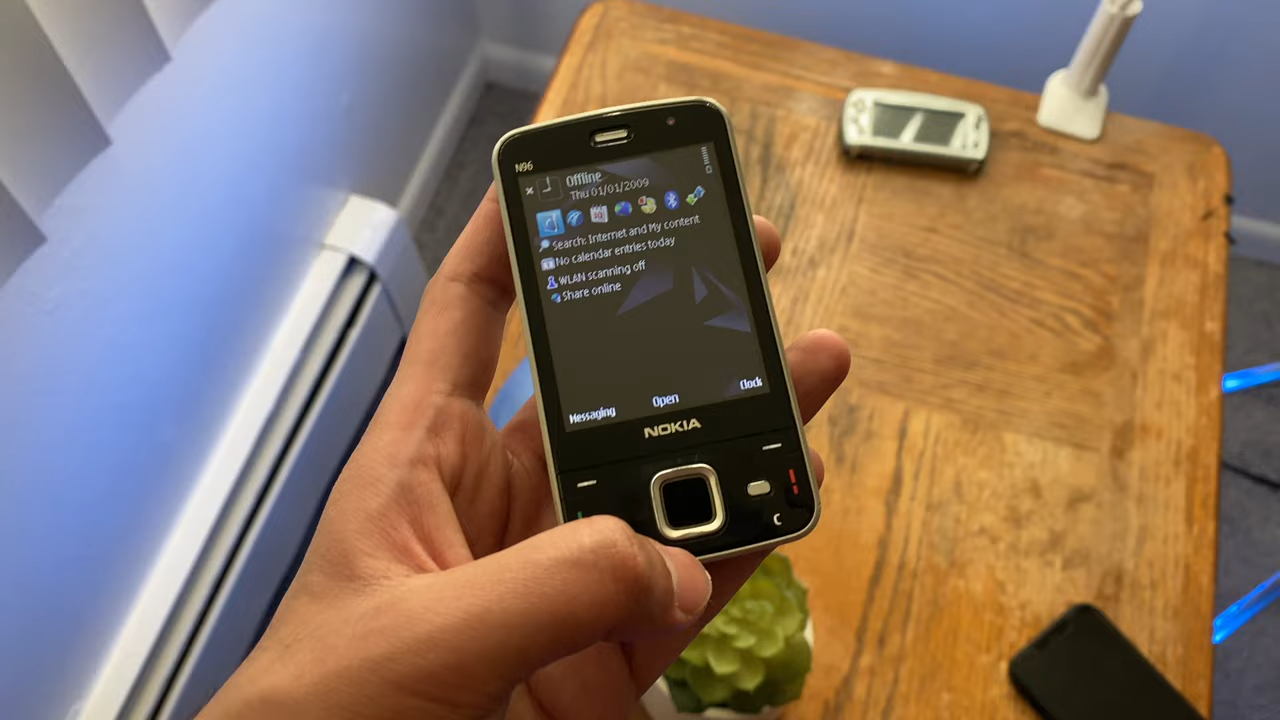 N96
Offline
Thu 01/01/2009
Search: Internet and My content
No calendar entries today
WLAN scanning off
Share online
Clock
Messaging
Open
NOKIA
C